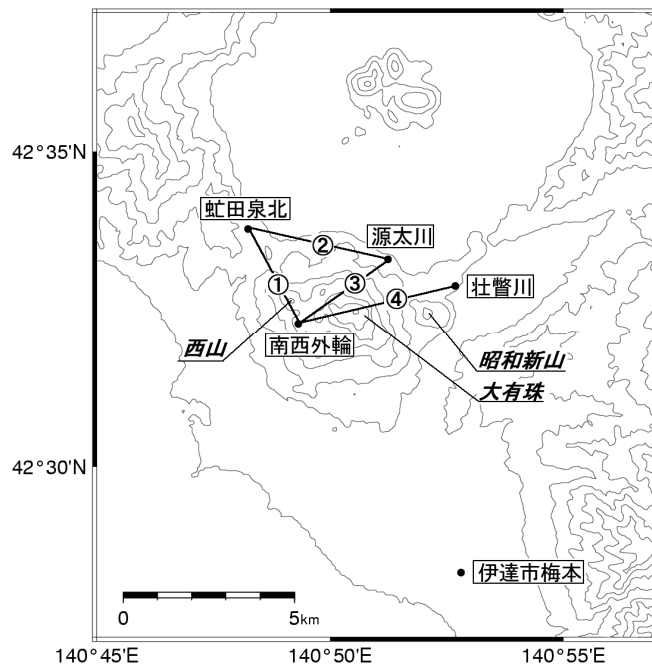 42°35'N
虻田泉北
源太川
②
①
③
④
壮瞥川
西山
南西外輪
昭和新山
大有珠
42°30'N
伊達市梅本
0
5km
140°45'E
140°50'E
140°55'E